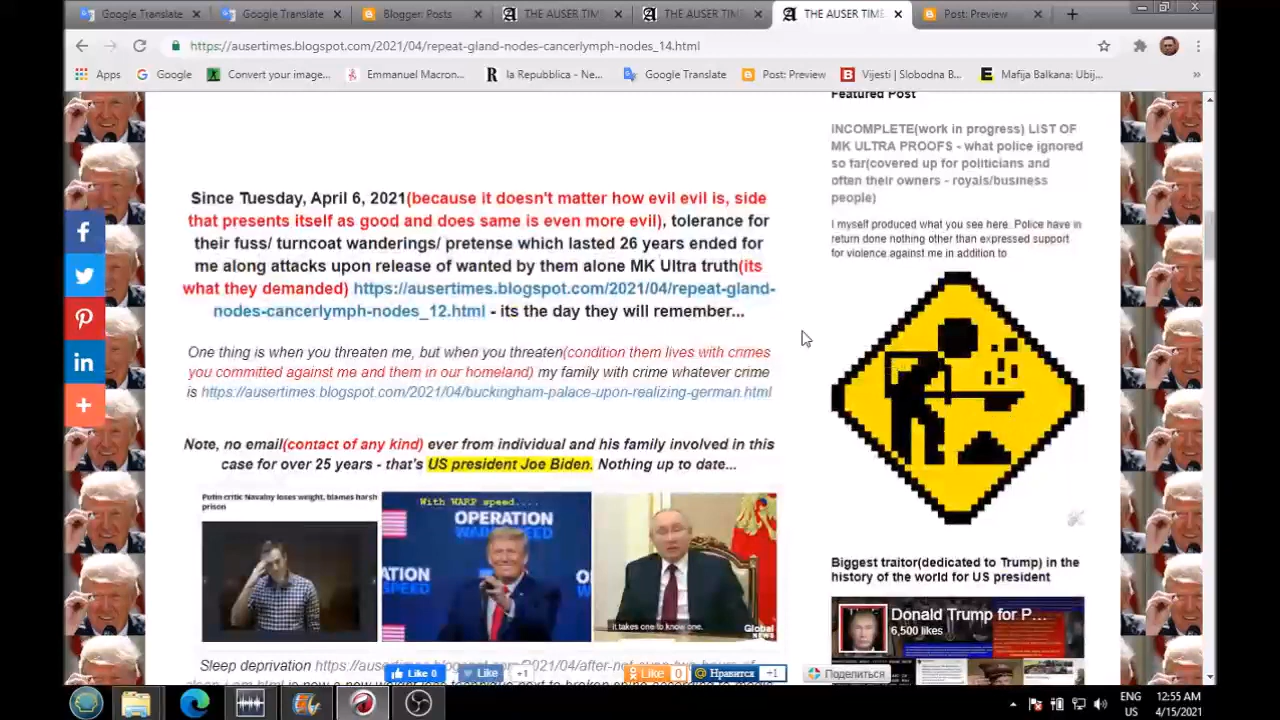 Google Translate
Google Translate
Blogger: Posts
THE AUSER TIM
THE AUSER TIM
THE AUSER TIME
Post: Preview
https://ausertimes.blogspot.com/2021/04/repeat-gland-nodes-cancerlymph-nodes_14.html
Apps
Google
Convert your image...
Emmanuel Macron...
la Repubblica - Ne...
Google Translate
Post: Preview
Vijesti | Slobodna B...
Mafija Balkana: Ubij...
Since Tuesday, April 6, 2021(because it doesn't matter how evil evil is, side
that presents itself as good and does same is even more evil), tolerance for
their fuss/ turncoat wanderings/ pretense which lasted 26 years ended for
me along attacks upon release of wanted by them alone MK Ultra truth(its
what they demanded) https://ausertimes.blogspot.com/2021/04/repeat-gland-
nodes-cancerlymph-nodes_12.html - its the day they will remember...
One thing is when you threaten me, but when you threaten(condition them lives with crimes
you committed against me and them in our homeland) my family with crime whatever crime
is https://ausertimes.blogspot.com/2021/04/buckingham-palace-upon-realizing-german.html
Note, no email(contact of any kind) ever from individual and his family involved in this
case for over 25 years - that's US president Joe Biden. Nothing up to date...
Putin critic Navalny loses weight, blames harsh
prison
With WARP speed....
OPERATION
it takes one to know one.
Global
NEWS
Sleep deprivation
Like 0
Like
+1
Like
0
Нравится
+1
Поделиться
Featured Post
INCOMPLETE(work in progress) LIST OF
MK ULTRA PROOFS - what police ignored
so far(covered up for politicians and
often their owners - royals/business
people)
I myself produced what you see here. Police have in
return done nothing other than expressed support
for violence against me in addition to
Biggest traitor(dedicated to Trump) in the
history of the world for US president
Donald Trump for P...
6,500 likes
ENG
US
12:55 AM
4/15/2021